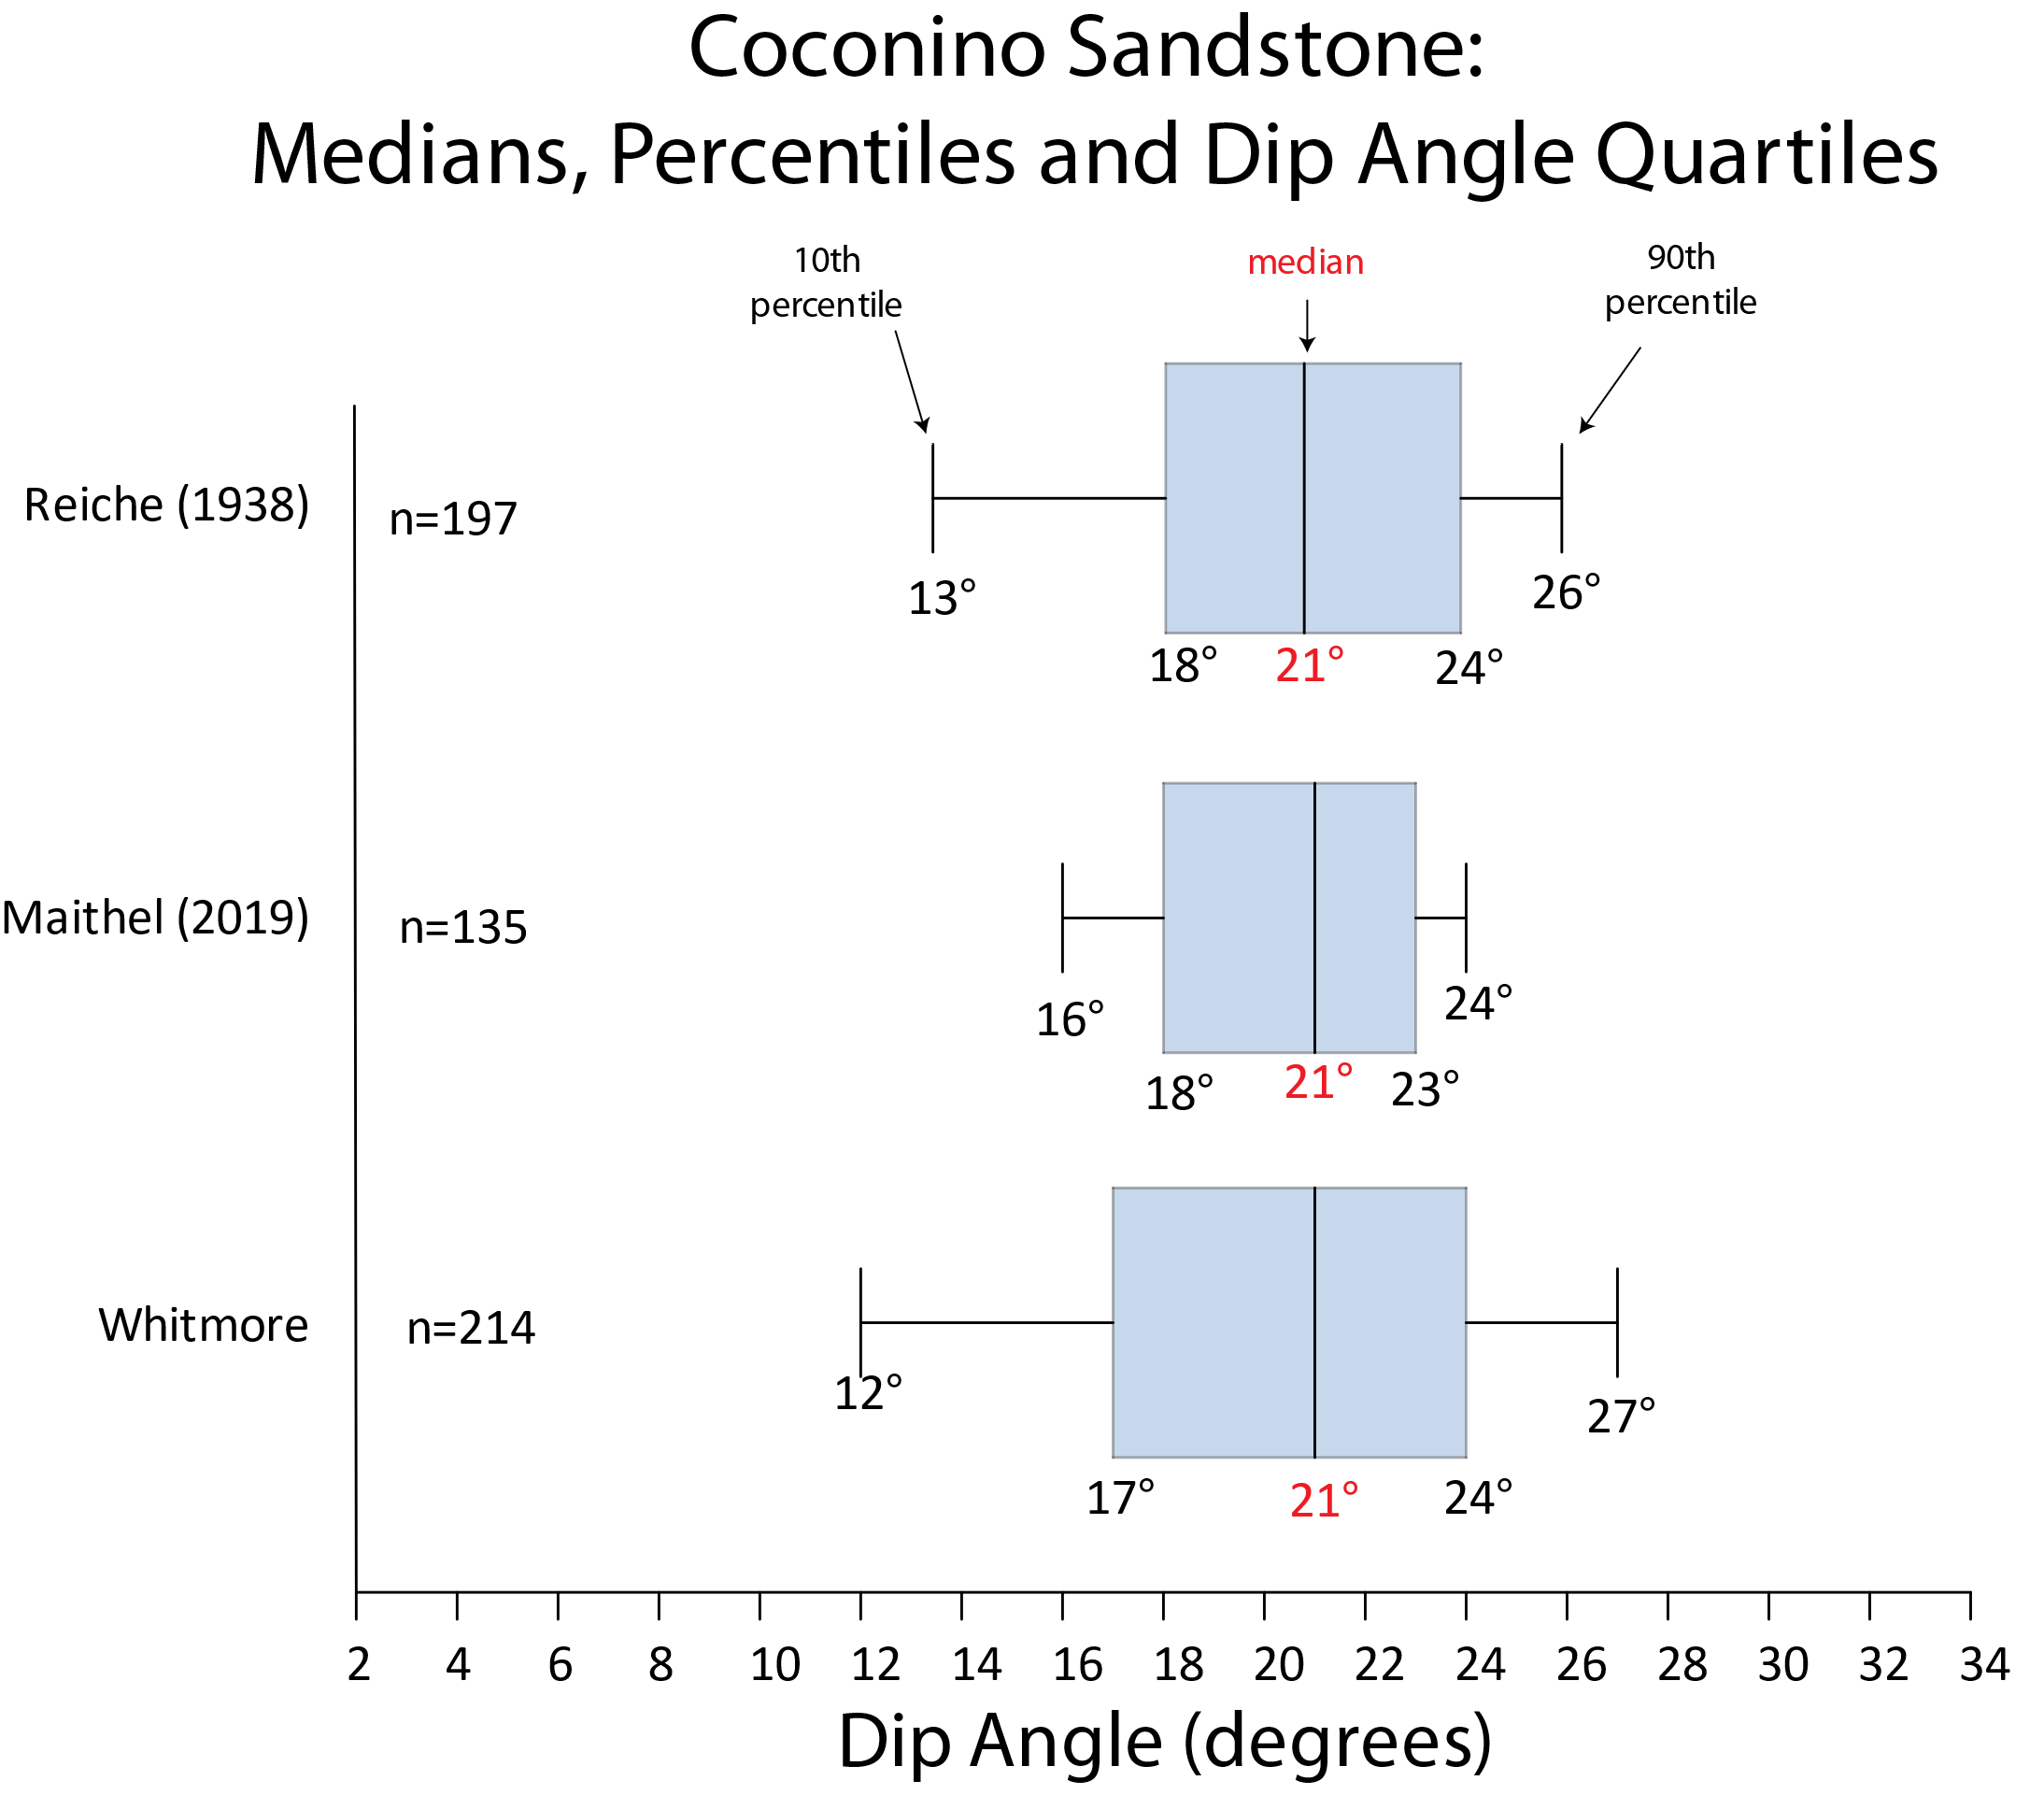 Coconino Sandstone:
Medians, Percentiles and Dip Angle Quartiles
10th
percentile
median
90th
percentile
Reiche (1938)
n=197
13°
26°
18°
21°
24°
Maithel (2019)
n=135
16°
24°
18°
21°
23°
Whitmore
n=214
12°
27°
17°
21°
24°
2 4 6 8 10 12 14 16 18 20 22 24 26 28 30 32 34
Dip Angle (degrees)